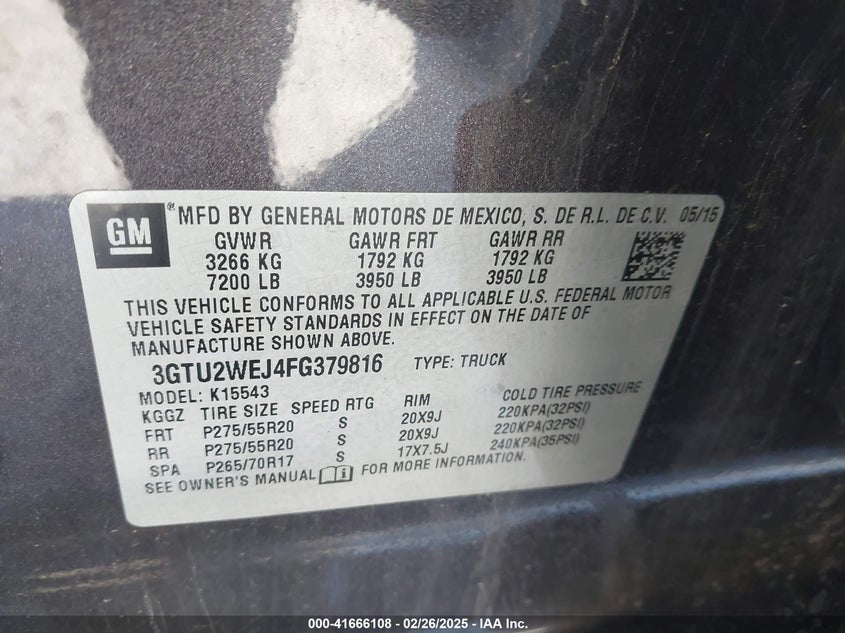 GM
® MFD BY GENERAL MOTORS DE MEXICO, S. DE R.L. DE C.V. 05/15
GVWR GAWR FRT GAWR RR
3266 KG 1792 KG 1792 KG
7200 LB 3950 LB 3950 LB
THIS VEHICLE CONFORMS TO ALL APPLICABLE U.S. FEDERAL MOTOR
VEHICLE SAFETY STANDARDS IN EFFECT ON THE DATE OF
MANUFACTURE SHOWN ABOVE.
3GTU2WEJ4FG379816 TYPE: TRUCK
MODEL: K15543
KGGZ TIRE SIZE SPEED RTG RIM COLD TIRE PRESSURE
FRT P275/55R20 S 20X9J 220KPA(32PSI)
RR P275/55R20 S 20X9J 220KPA(32PSI)
SPA P265/70R17 S 17X7.5J 240KPA(35PSI)
SEE OWNER'S MANUAL FOR MORE INFORMATION.
000-41666108 - 02/26/2025 - IAA Inc.